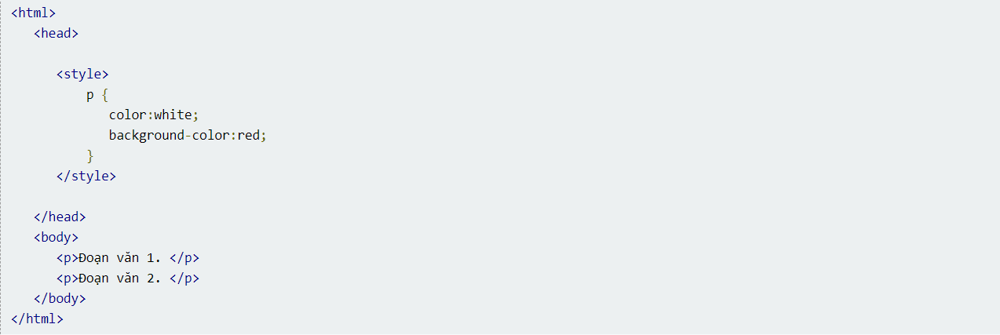 <html>
<head>
<style>
p {
color:white;
background-color:red;
}
</style>
</head>
<body>
<p>Đoạn văn 1. </p>
<p>Đoạn văn 2. </p>
</body>
</html>